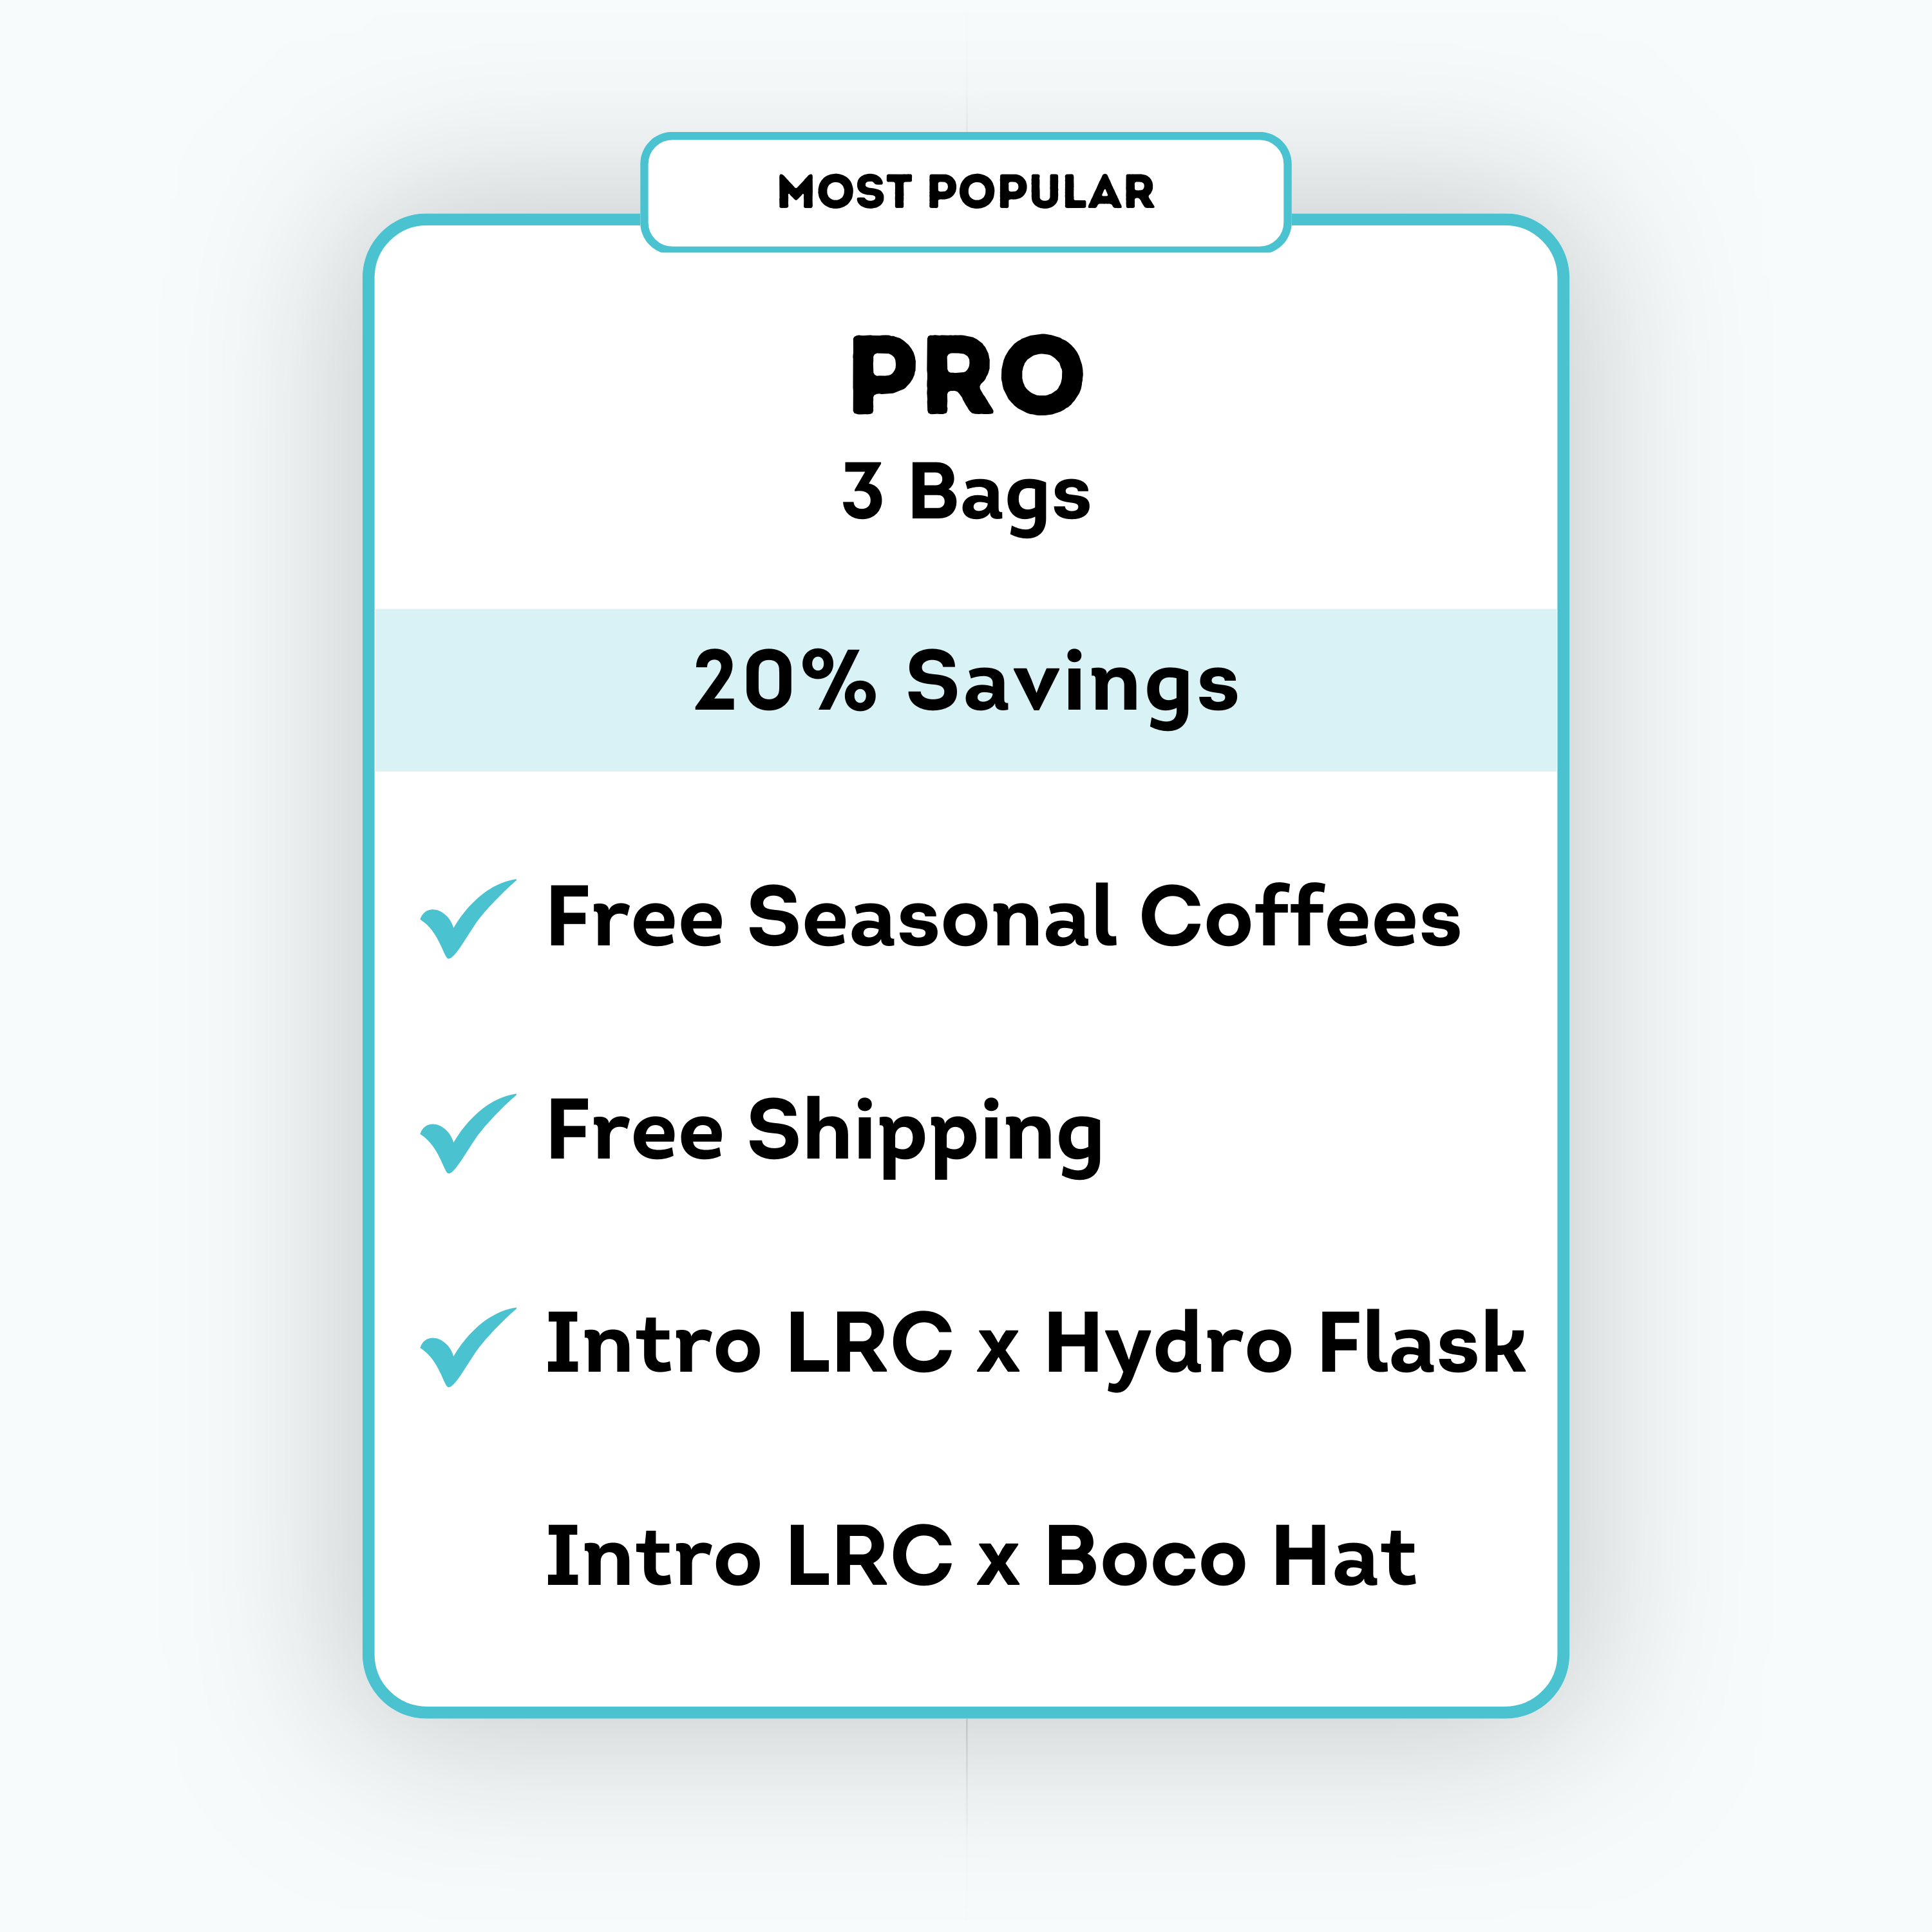 MOST POPULAR
PRO
3 Bags
20% Savings
Free Seasonal Coffees
Free Shipping
Intro LRC x Hydro Flask
Intro LRC x Boco Hat